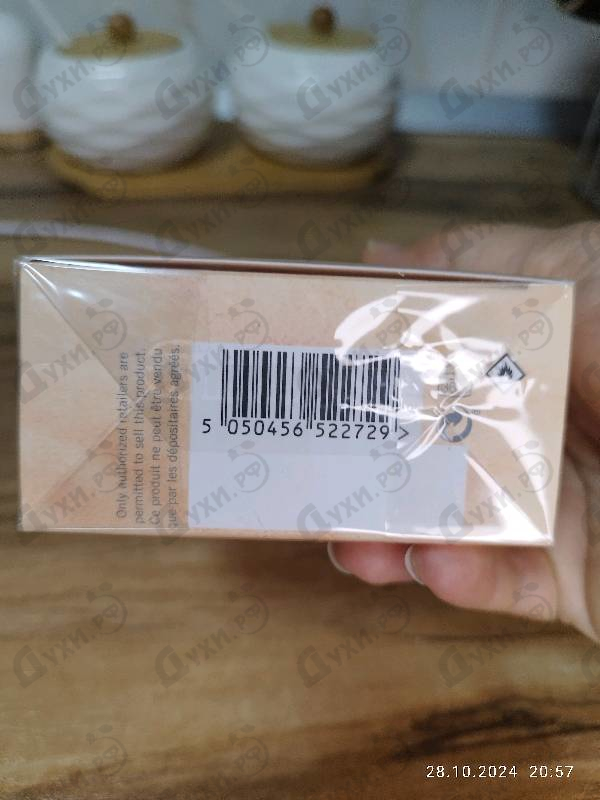 Only authorized retailers are
permitted to sell this product.
Ce produit ne peut être vendu
que par les dépositaires agréés.
5 050456 522729 >
28.10.2024 20:57
Духи.РФ